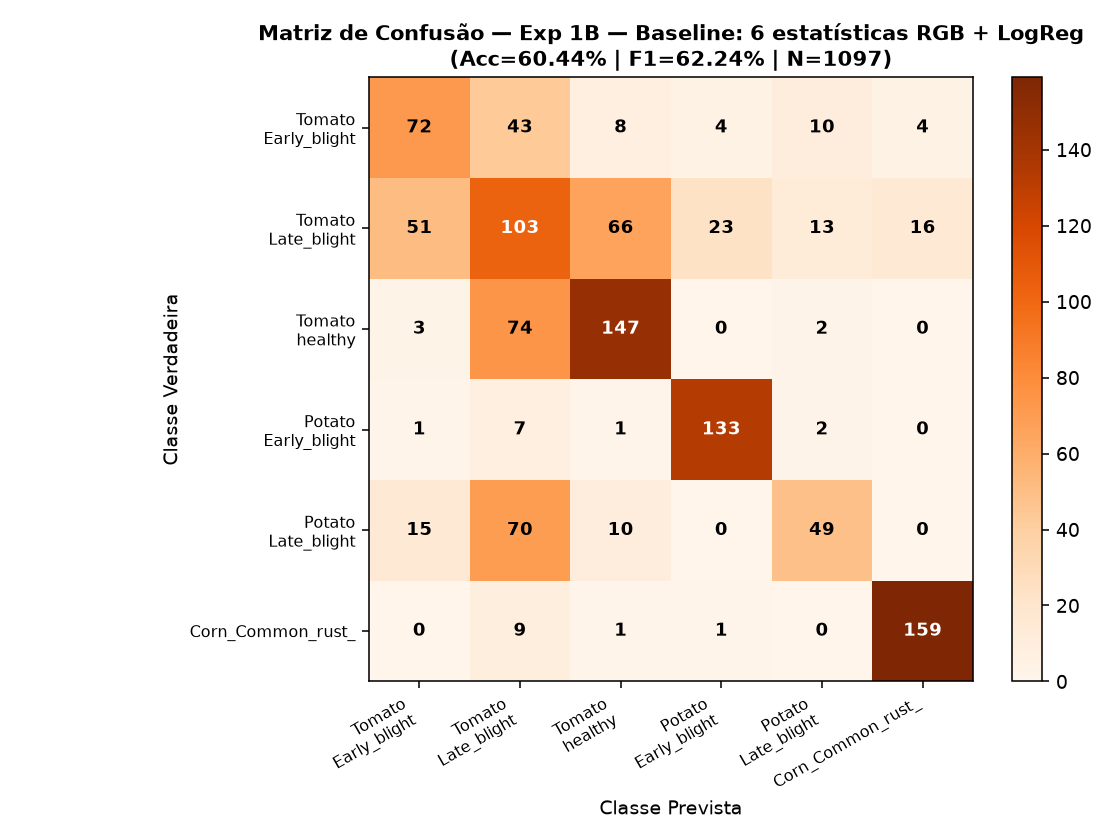 Matriz de Confusão — Exp 1B — Baseline: 6 estatísticas RGB + LogReg
(Acc=60.44% | F1=62.24% | N=1097)
Classe Verdadeira
Tomato
Early_blight
72 43 8 4 10 4
Tomato
Late_blight
51 103 66 23 13 16
Tomato
healthy
3 74 147 0 2 0
Potato
Early_blight
1 7 1 133 2 0
Potato
Late_blight
15 70 10 0 49 0
Corn_Common_rust_
0 9 1 1 0 159
Tomato
Early_blight
Tomato
Late_blight
Tomato
healthy
Potato
Early_blight
Potato
Late_blight
Corn_Common_rust_
Classe Prevista
140
120
100
80
60
40
20
0